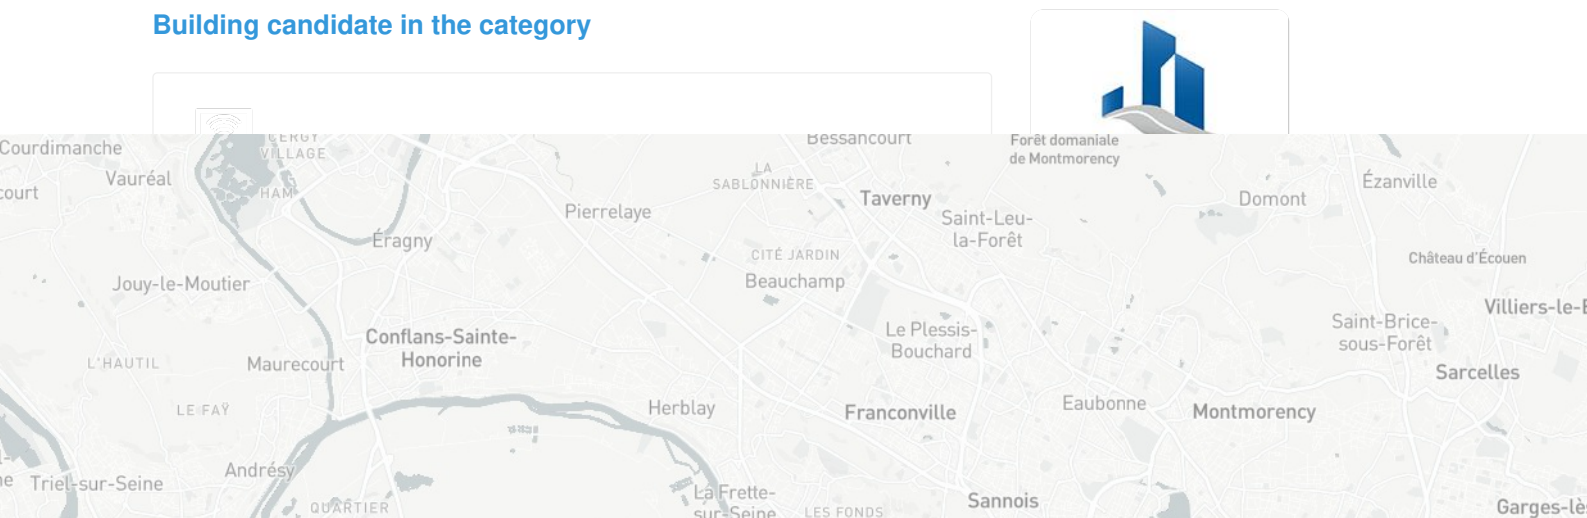 Building candidate in the category
CERGY
VILLAGE
Bessancourt
Forêt domaniale
de Montmorency
Courdimanche
Vauréal
HAM
LA
SABLONNIÈRE
Taverny
Ézanville
Domont
Pierrelaye
Saint-Leu-
la-Forêt
Éragny
CITÉ JARDIN
Château d'Écouen
Jouy-le-Moutier
Beauchamp
Conflans-Sainte-
Honorine
Le Plessis-
Bouchard
Saint-Brice-
sous-Forêt
L'HAUTIL
Maurecourt
Sarcelles
LE FAŸ
Herblay
Franconville
Eaubonne
Montmorency
Andrésy
Triel-sur-Seine
QUARTIER
La Frette-
sur-Seine
LES FONDS
Sannois